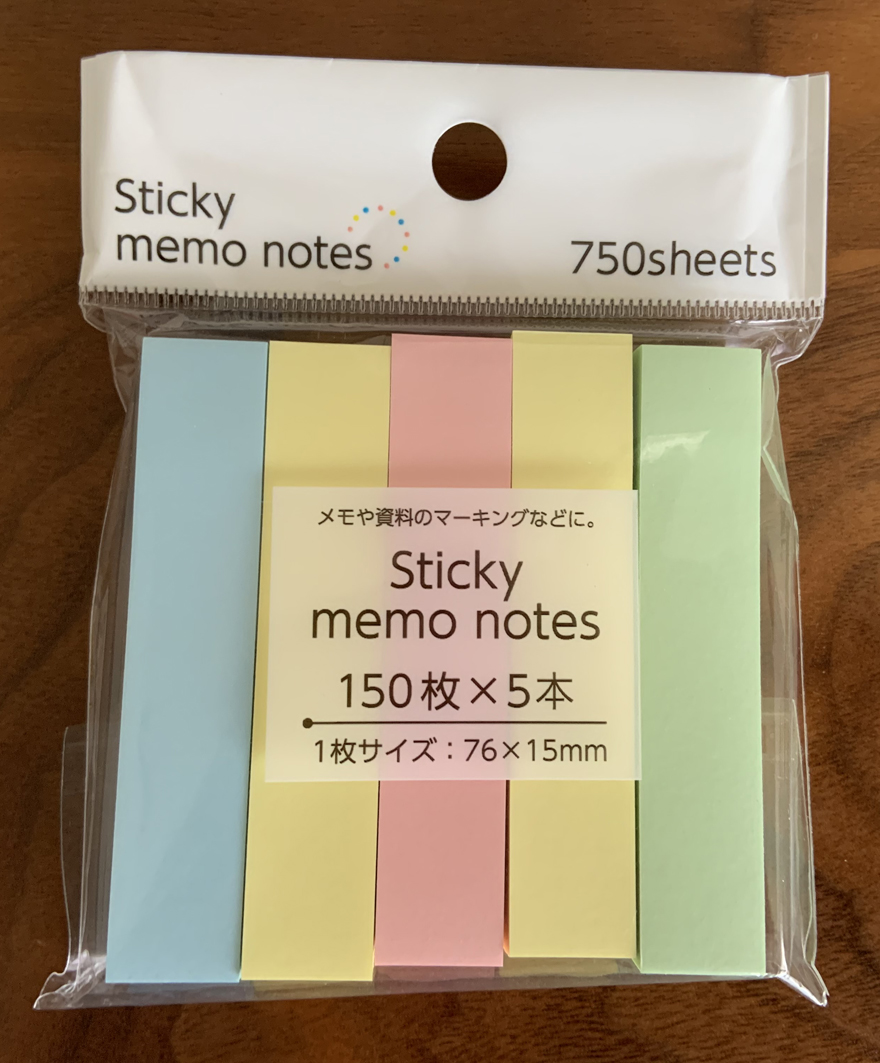 Sticky
memo notes
750sheets
メモや資料のマーキングなどに。
Sticky
memo notes
150枚×5本
1枚サイズ：76×15mm